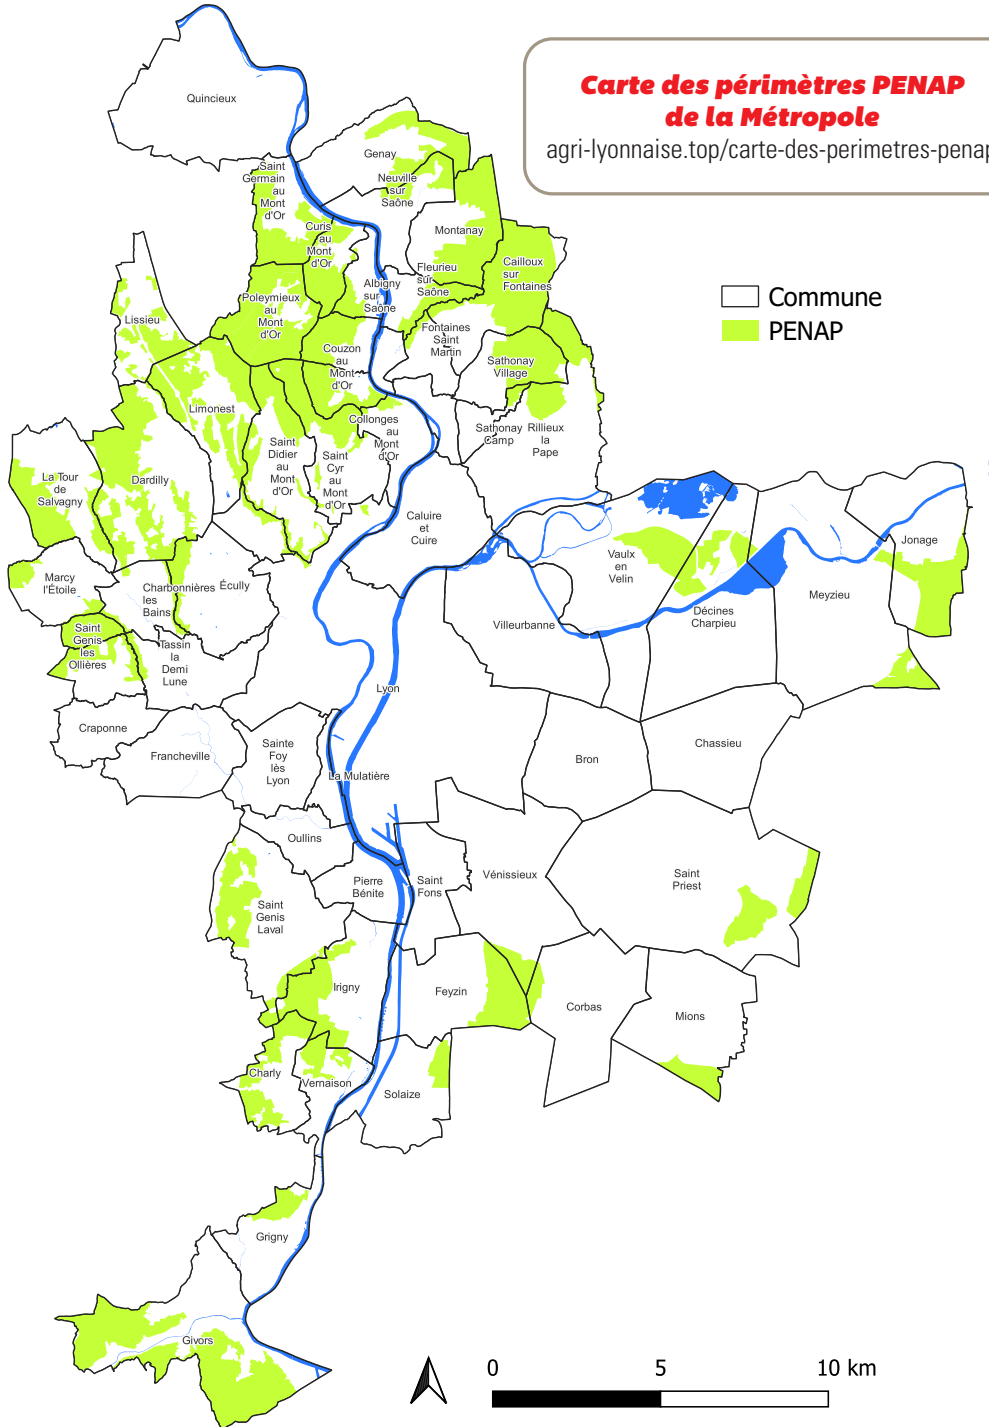 Carte des périmètres PENAP
de la Métropole
agri-lyonnaise.top/carte-des-perimetres-penap
Commune
PENAP
Quincieux
Genay
Saint
Germain
au
Mont
d'Or
Neuville
sur
Saône
Curis
au
Mont
d'Or
Montanay
Cailloux
sur
Fontaines
Fleurieu
sur
Saône
Albigny
sur
Saône
Poleymieux
au
Mont
d'Or
Lissieu
Fontaines
Saint
Martin
Couzon
au
Mont
d'Or
Sathonay
Village
Limonest
Collonges
au
Mont
d'Or
Sathonay
Camp
Rillieux
la
Pape
Saint
Didier
au
Mont
d'Or
Saint
Cyr
au
Mont
d'Or
La Tour
de
Salvagny
Dardilly
Caluire
et
Cuire
Jonage
Vaulx
en
Velin
Marcy
l'Étoile
Charbonnières
les
Bains
Écully
Meyzieu
Décines
Charpieu
Villeurbanne
Saint
Genis
les
Ollières
Tassin
la
Demi
Lune
Lyon
Craponne
Francheville
Sainte
Foy
lès
Lyon
La Mulatière
Bron
Chassieu
Oullins
Pierre
Bénite
Saint
Fons
Vénissieux
Saint
Priest
Saint
Genis
Laval
Irigny
Feyzin
Corbas
Mions
Charly
Vernaison
Solaize
Grigny
Givors
0 5 10 km